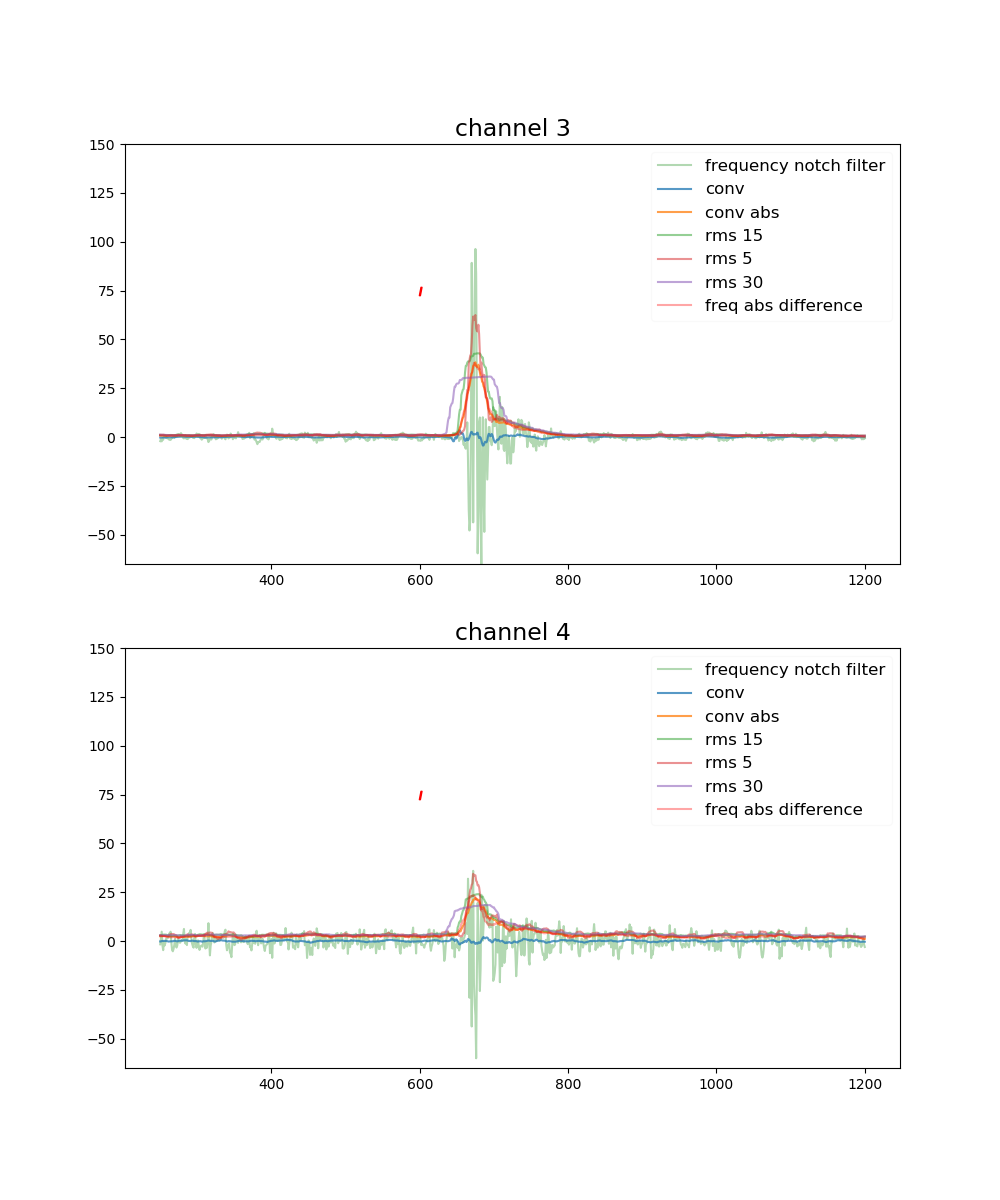 channel 3
150
125
100
75
50
25
0
−25
−50
400 600 800 1000 1200
frequency notch filter
conv
conv abs
rms 15
rms 5
rms 30
freq abs difference
channel 4
150
125
100
75
50
25
0
−25
−50
400 600 800 1000 1200
frequency notch filter
conv
conv abs
rms 15
rms 5
rms 30
freq abs difference